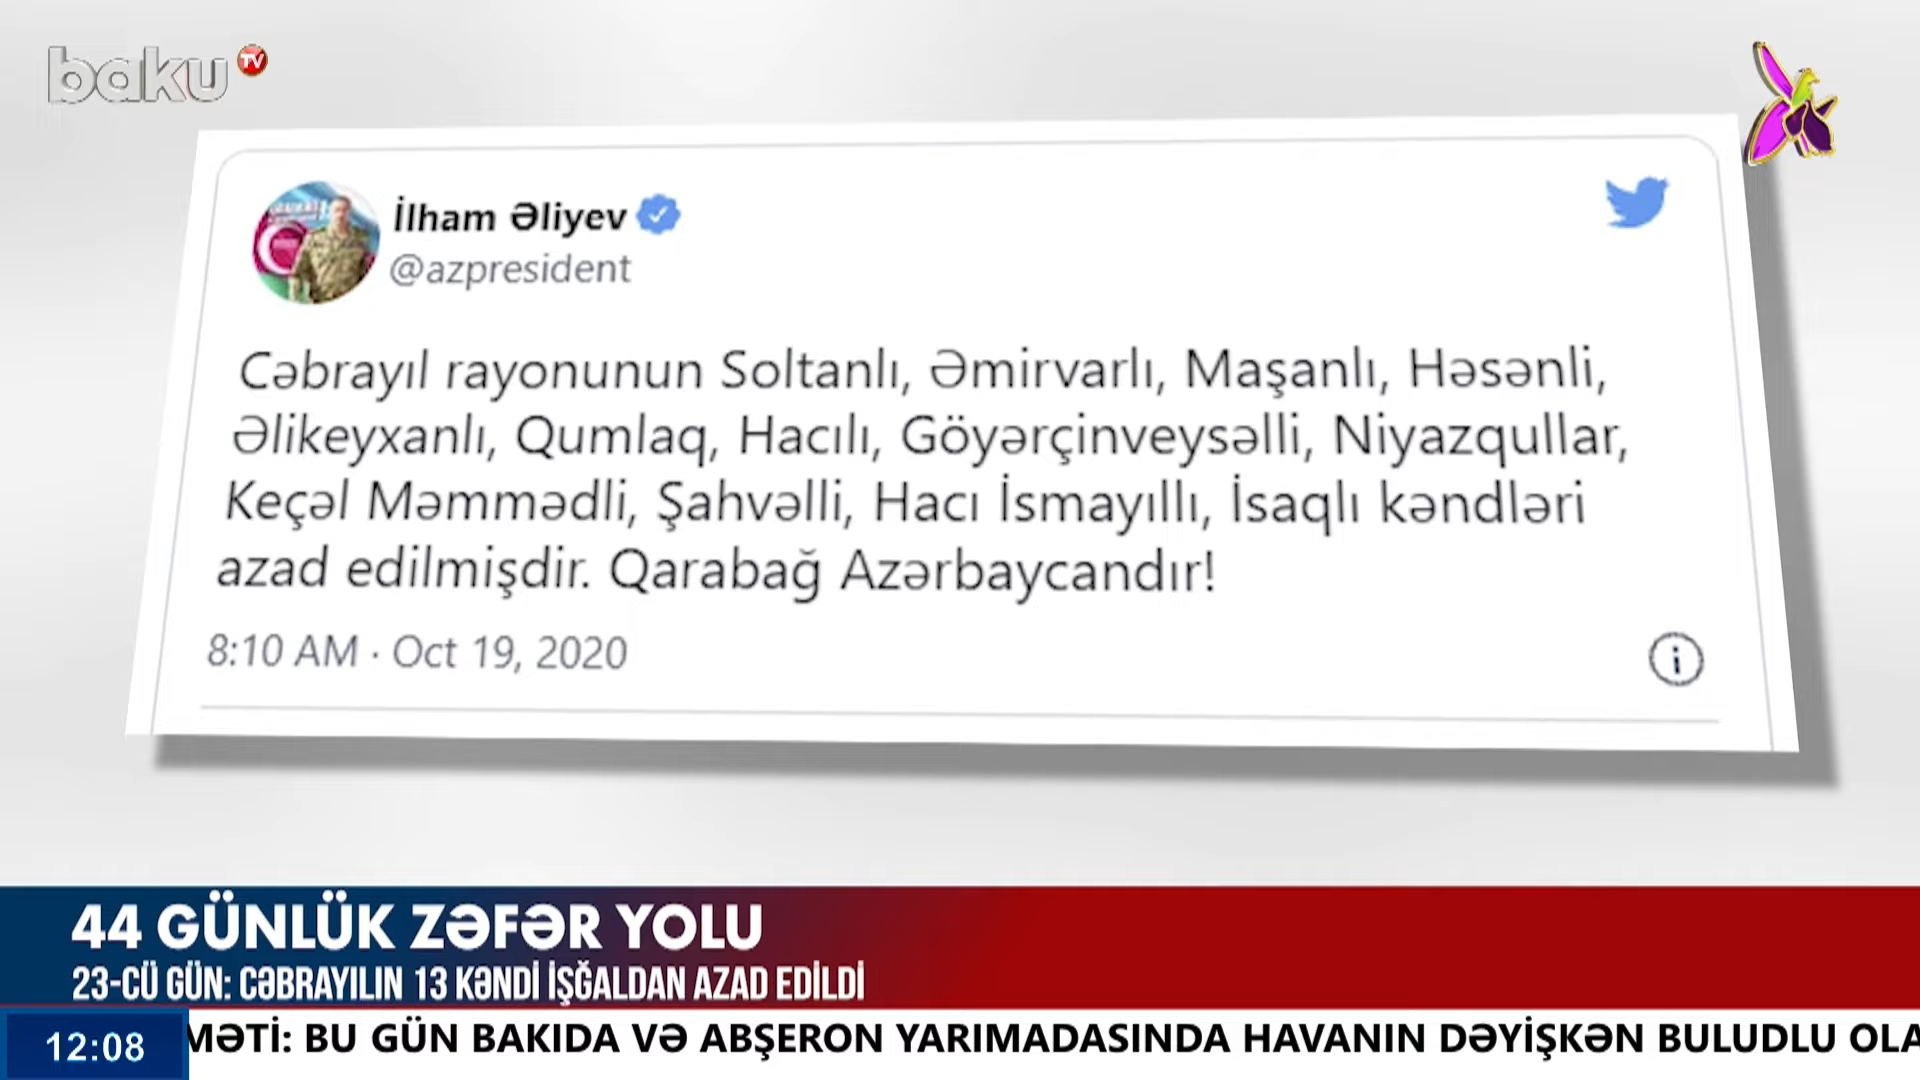 baku TV
İlham Əliyev
@azpresident
Cəbrayıl rayonunun Soltanlı, Əmirvarlı, Maşanlı, Həsənli,
Əlikeyxanlı, Qumlaq, Hacılı, Göyərçinveysəlli, Niyazqullar,
Keçəl Məmmədli, Şahvəlli, Hacı İsmayıllı, İsaqlı kəndləri
azad edilmişdir. Qarabağ Azərbaycandır!
8:10 AM · Oct 19, 2020
44 GÜNLÜK ZƏFƏR YOLU
23-CÜ GÜN: CƏBRAYILIN 13 KƏNDİ İŞĞALDAN AZAD EDİLDİ
12:08 MƏTİ: BU GÜN BAKIDA VƏ ABŞERON YARIMADASINDA HAVANIN DƏYİŞKƏN BULUDLU OLA